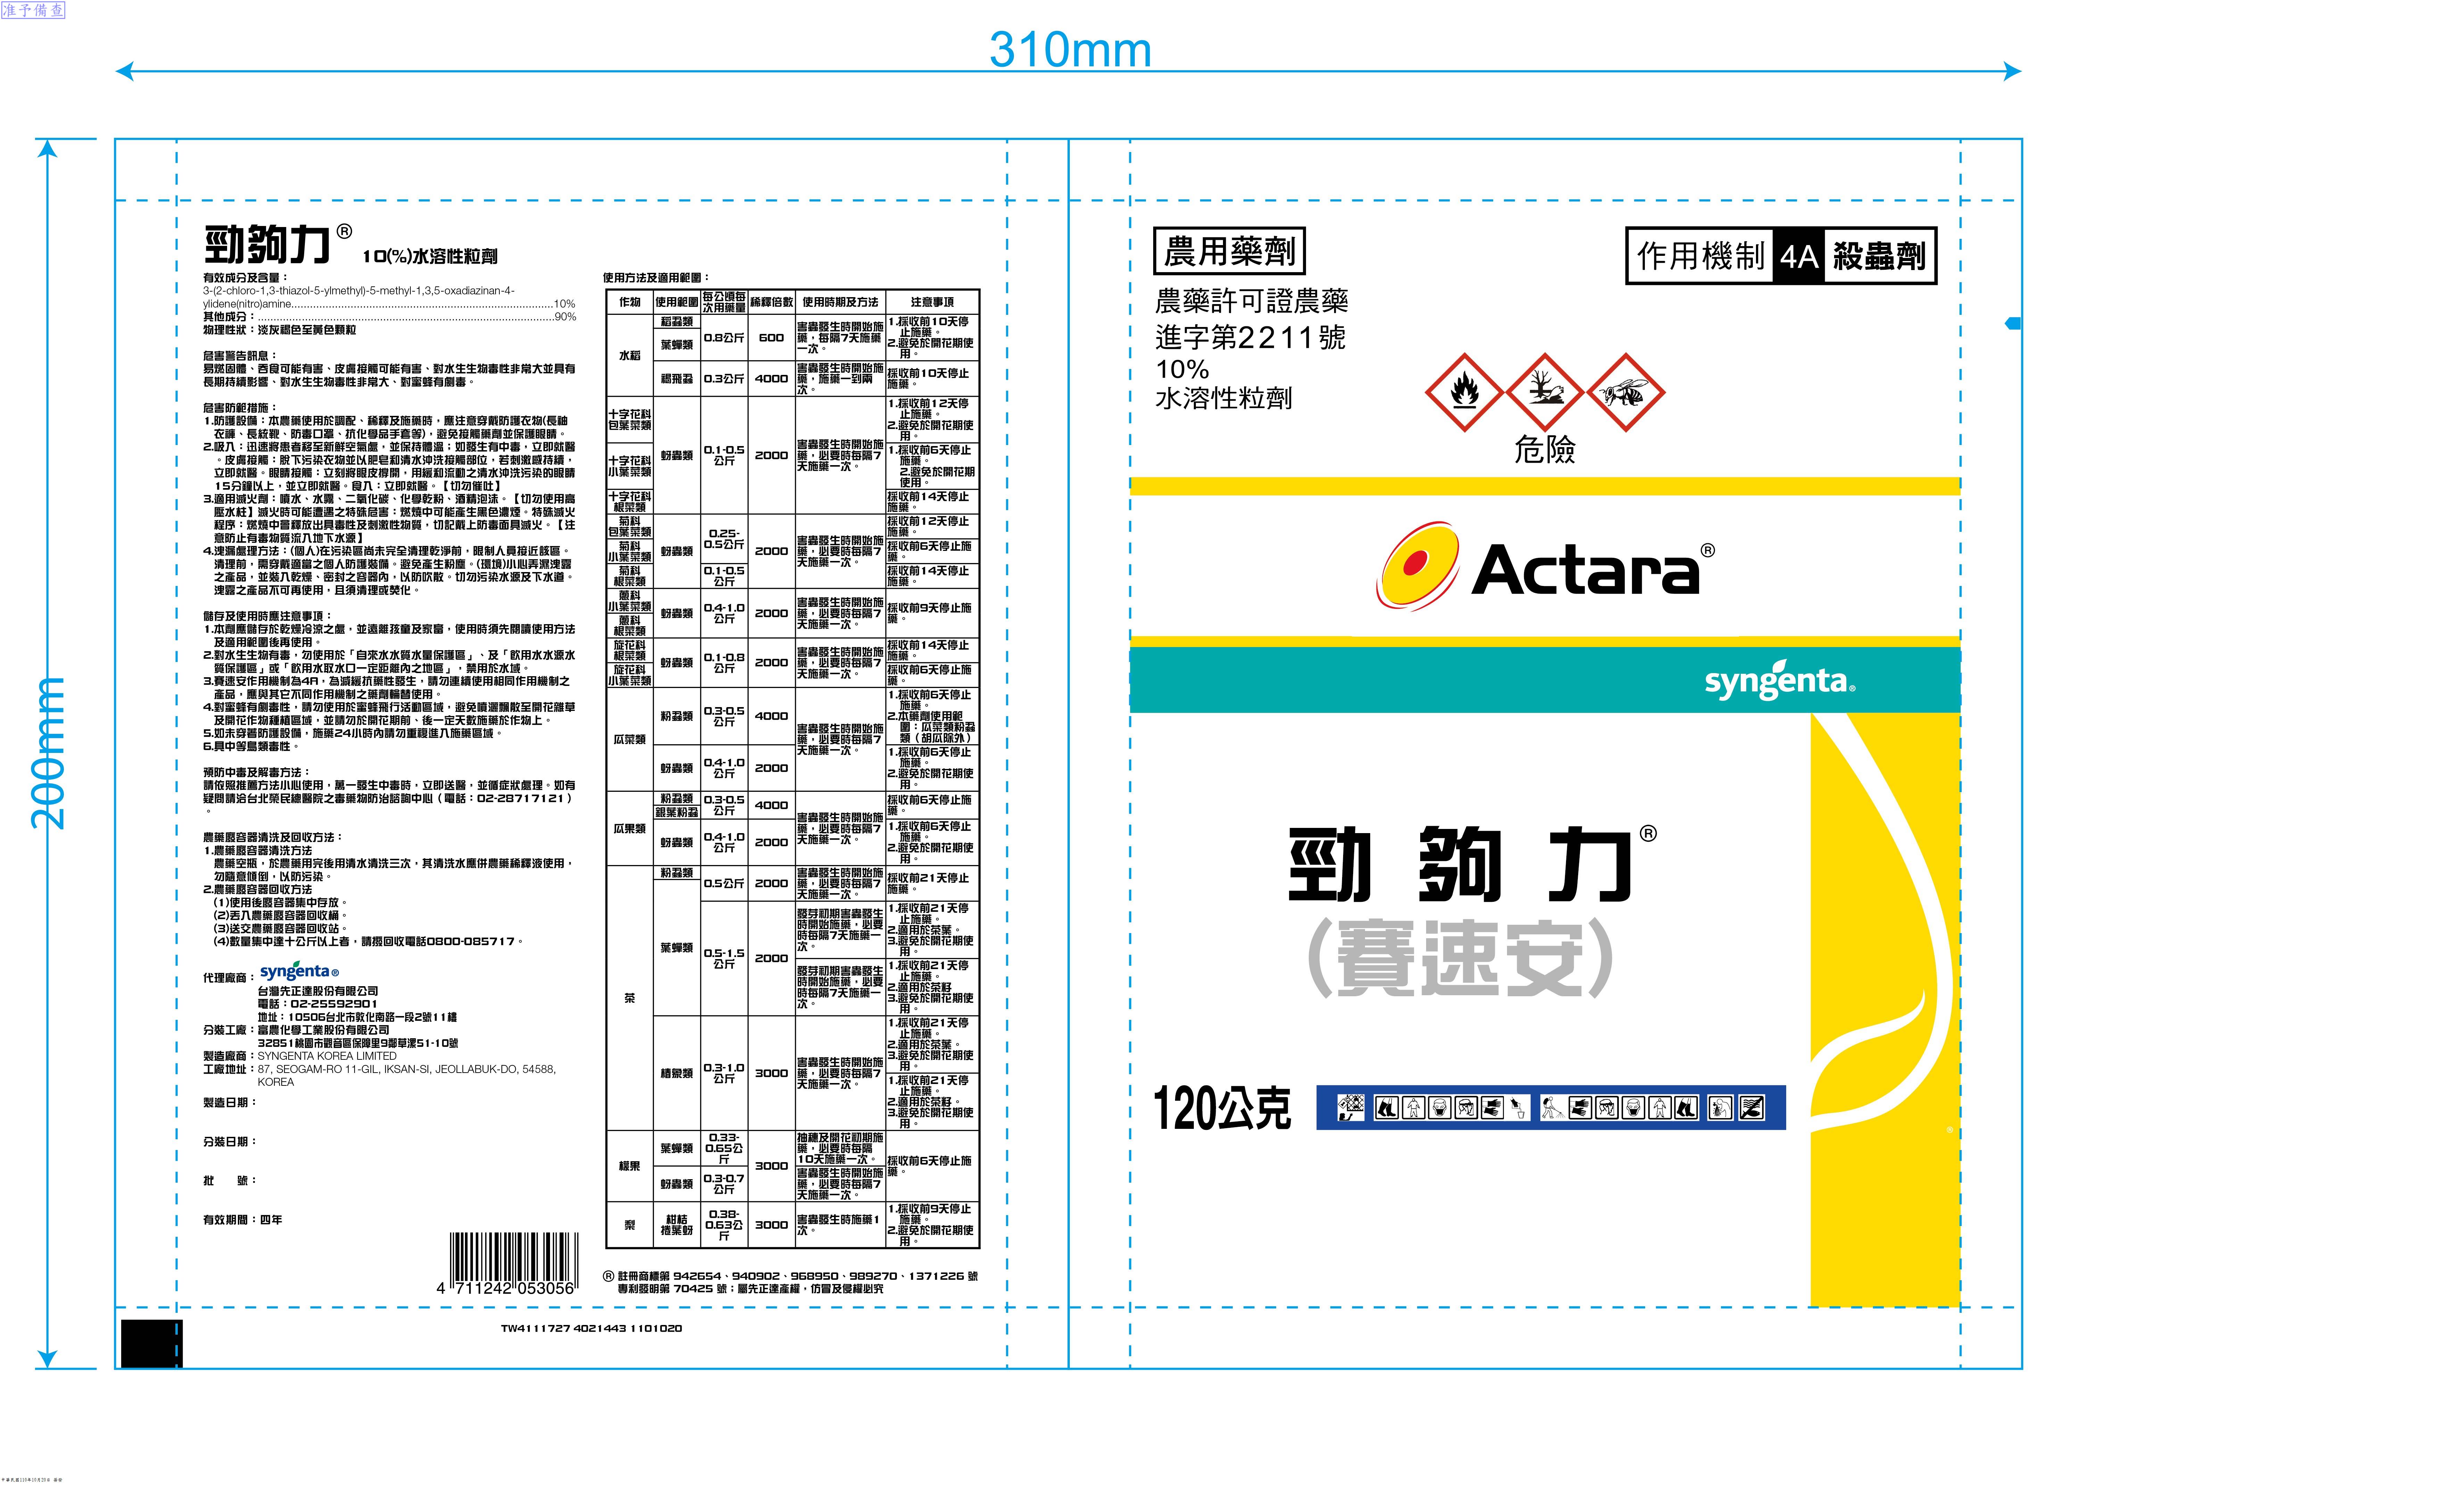 准予備查
310mm
200mm
勁夠力® 10(%)水溶性粒劑
有效成分及含量：
3-(2-chloro-1,3-thiazol-5-ylmethyl)-5-methyl-1,3,5-oxadiazinan-4-
ylidene(nitro)amine......................................................................10%
其他成分：................................................................................90%
物理性狀：淡灰褐色至黃色顆粒
危害警告訊息：
易燃固體、吞食可能有害、皮膚接觸可能有害、對水生生物毒性非常大並具有
長期持續影響、對水生生物毒性非常大、對蜜蜂有劇毒。
危害防範措施：
1.防護設備：本農藥使用於調配、稀釋及施藥時，應注意穿戴防護衣物(長袖
衣褲、長統靴、防毒口罩、抗化學品手套等)，避免接觸藥劑並保護眼睛。
2.吸入：迅速將患者移至新鮮空氣處，並保持體溫；如發生有中毒，立即就醫
。皮膚接觸：脫下污染衣物並以肥皂和清水沖洗接觸部位，若刺激感持續，
立即就醫。眼睛接觸：立刻將眼皮撐開，用緩和流動之清水沖洗污染的眼睛
15分鐘以上，並立即就醫。食入：立即就醫。【切勿催吐】
3.適用滅火劑：噴水、水霧、二氧化碳、化學乾粉、酒精泡沫。【切勿使用高
壓水柱】滅火時可能遭遇之特殊危害：燃燒中可能產生黑色濃煙。特殊滅火
程序：燃燒中會釋放出具毒性及刺激性物質，切記戴上防毒面具滅火。【注
意防止有毒物質流入地下水源】
4.洩漏處理方法：(個人)在污染區尚未完全清理乾淨前，限制人員接近該區。
清理前，需穿戴適當之個人防護裝備。避免產生粉塵。(環境)小心弄濕洩露
之產品，並裝入乾燥、密封之容器內，以防吹散。切勿污染水源及下水道。
洩露之產品不可再使用，且須清理或焚化。
儲存及使用時應注意事項：
1.本劑應儲存於乾燥冷涼之處，並遠離孩童及家畜，使用時須先閱讀使用方法
及適用範圍後再使用。
2.對水生生物有毒，勿使用於「自來水水質水量保護區」、及「飲用水水源水
質保護區」或「飲用水取水口一定距離內之地區」，禁用於水域。
3.賽速安作用機制為4A，為減緩抗藥性發生，請勿連續使用相同作用機制之
產品，應與其它不同作用機制之藥劑輪替使用。
4.對蜜蜂有劇毒性，請勿使用於蜜蜂飛行活動區域，避免噴灑飄散至開花雜草
及開花作物種植區域，並請勿於開花期前、後一定天數施藥於作物上。
5.如未穿著防護設備，施藥24小時內請勿重複進入施藥區域。
6.具中等鳥類毒性。
預防中毒及解毒方法：
請依照推薦方法小心使用，萬一發生中毒時，立即送醫，並循症狀處理。如有
疑問請洽台北榮民總醫院之毒藥物防治諮詢中心（電話：02-28717121）
。
農藥廢容器清洗及回收方法：
1.農藥廢容器清洗方法
農藥空瓶，於農藥用完後用清水清洗三次，其清洗水應併農藥稀釋液使用，
勿隨意傾倒，以防污染。
2.農藥廢容器回收方法
(1)使用後廢容器集中存放。
(2)丟入農藥廢容器回收桶。
(3)送交農藥廢容器回收站。
(4)數量集中達十公斤以上者，請撥回收電話0800-085717。
代理廠商：syngenta®
台灣先正達股份有限公司
電話：02-25592901
地址：10506台北市敦化南路一段2號11樓
分裝工廠：富農化學工業股份有限公司
32851桃園市觀音區保障里9鄰草漯51-10號
製造廠商：SYNGENTA KOREA LIMITED
工廠地址：87, SEOGAM-RO 11-GIL, IKSAN-SI, JEOLLABUK-DO, 54588,
KOREA
製造日期：
分裝日期：
批 號：
有效期間：四年
4 711242 053056
使用方法及適用範圍：
作物 使用範圍 每公頃每次用藥量 稀釋倍數 使用時期及方法 注意事項
水稻 稻蝨類 葉蟬類 0.8公斤 600 害蟲發生時開始施藥，每隔7天施藥一次。 1.採收前10天停止施藥。 2.避免於開花期使用。
褐飛蝨 0.3公斤 4000 害蟲發生時開始施藥，施藥一到兩次。 採收前10天停止施藥。
十字花科包葉菜類 蚜蟲類 0.1-0.5公斤 2000 害蟲發生時開始施藥，必要時每隔7天施藥一次。 1.採收前12天停止施藥。 2.避免於開花期使用。
十字花科小葉菜類 1.採收前6天停止施藥。 2.避免於開花期使用。
十字花科根菜類 採收前14天停止施藥。
菊科包葉菜類 蚜蟲類 0.25-0.5公斤 2000 害蟲發生時開始施藥，必要時每隔7天施藥一次。 採收前12天停止施藥。
菊科小葉菜類 採收前6天停止施藥。
菊科根菜類 0.1-0.5公斤 採收前14天停止施藥。
蔥科小葉菜類 蔥科根菜類 蚜蟲類 0.4-1.0公斤 2000 害蟲發生時開始施藥，必要時每隔7天施藥一次。 採收前9天停止施藥。
旋花科根菜類 蚜蟲類 0.1-0.8公斤 2000 害蟲發生時開始施藥，必要時每隔7天施藥一次。 採收前14天停止施藥。
旋花科小葉菜類 採收前6天停止施藥。
瓜菜類 粉蝨類 0.3-0.5公斤 4000 害蟲發生時開始施藥，必要時每隔7天施藥一次。 1.採收前6天停止施藥。 2.本藥劑使用範圍：瓜菜類粉蝨類（胡瓜除外）
蚜蟲類 0.4-1.0公斤 2000 1.採收前6天停止施藥。 2.避免於開花期使用。
瓜果類 粉蝨類 銀葉粉蝨 0.3-0.5公斤 4000 害蟲發生時開始施藥，必要時每隔7天施藥一次。 採收前6天停止施藥。
蚜蟲類 0.4-1.0公斤 2000 1.採收前6天停止施藥。 2.避免於開花期使用。
茶 粉蝨類 0.5公斤 2000 害蟲發生時開始施藥，必要時每隔7天施藥一次。 採收前21天停止施藥。
葉蟬類 0.5-1.5公斤 2000 發芽初期害蟲發生時開始施藥，必要時每隔7天施藥一次。 1.採收前21天停止施藥。 2.適用於茶葉。 3.避免於開花期使用。
發芽初期害蟲發生時開始施藥，必要時每隔7天施藥一次。 1.採收前21天停止施藥。 2.適用於茶籽 3.避免於開花期使用。
椿象類 0.3-1.0公斤 3000 害蟲發生時開始施藥，必要時每隔7天施藥一次。 1.採收前21天停止施藥。 2.適用於茶葉。 3.避免於開花期使用。
1.採收前21天停止施藥。 2.適用於茶籽。 3.避免於開花期使用。
檬果 葉蟬類 0.33-0.65公斤 3000 抽穗及開花初期施藥，必要時每隔10天施藥一次。 採收前6天停止施藥。
蚜蟲類 0.3-0.7公斤 害蟲發生時開始施藥，必要時每隔7天施藥一次。
梨 柑桔捲葉蚜 0.38-0.63公斤 3000 害蟲發生時施藥1次。 1.採收前9天停止施藥。 2.避免於開花期使用。
® 註冊商標第 942654、940902、968950、989270、1371226 號
專利發明第 70425 號；屬先正達產權，仿冒及侵權必究
TW4111727 4021443 1101020
農用藥劑
作用機制 4A 殺蟲劑
農藥許可證農藥
進字第2211號
10%
水溶性粒劑
危險
Actara®
syngenta®
勁夠力®
(賽速安)
120公克